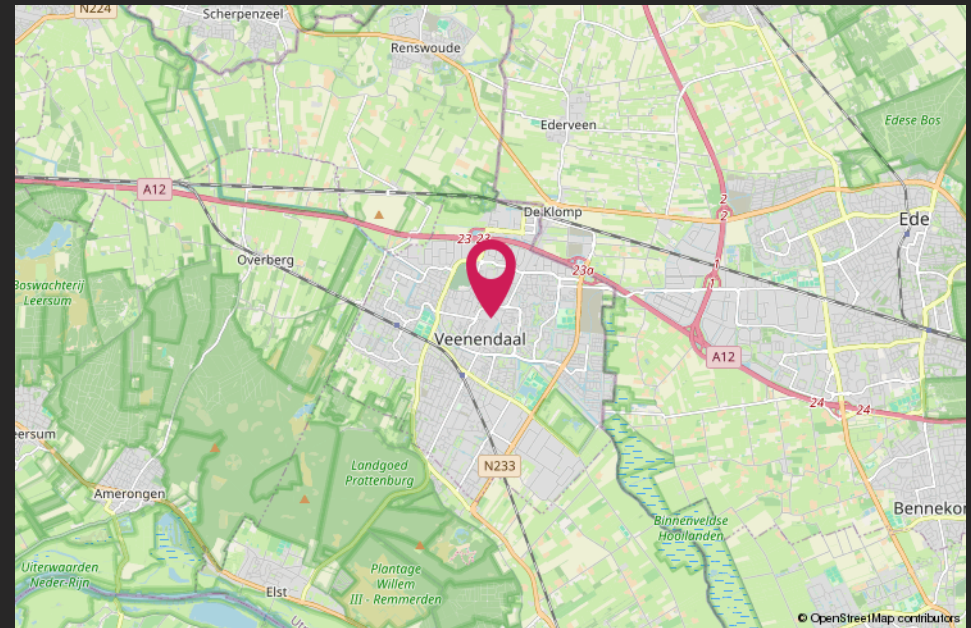 N224
Scherpenzeel
Renswoude
Ederveen
Edese Bos
A12
2
2
De Klomp
Ede
23 23
Overberg
23a
1
1
Boswachterij
Leersum
Veenendaal
A12
24
24
eersum
Landgoed
Prattenburg
N233
Amerongen
Bennekor
Binnenveldse
Hooilanden
Uiterwaarden
Neder-Rijn
Plantage
Willem
III - Remmerden
Elst
© OpenStreetMap contributors